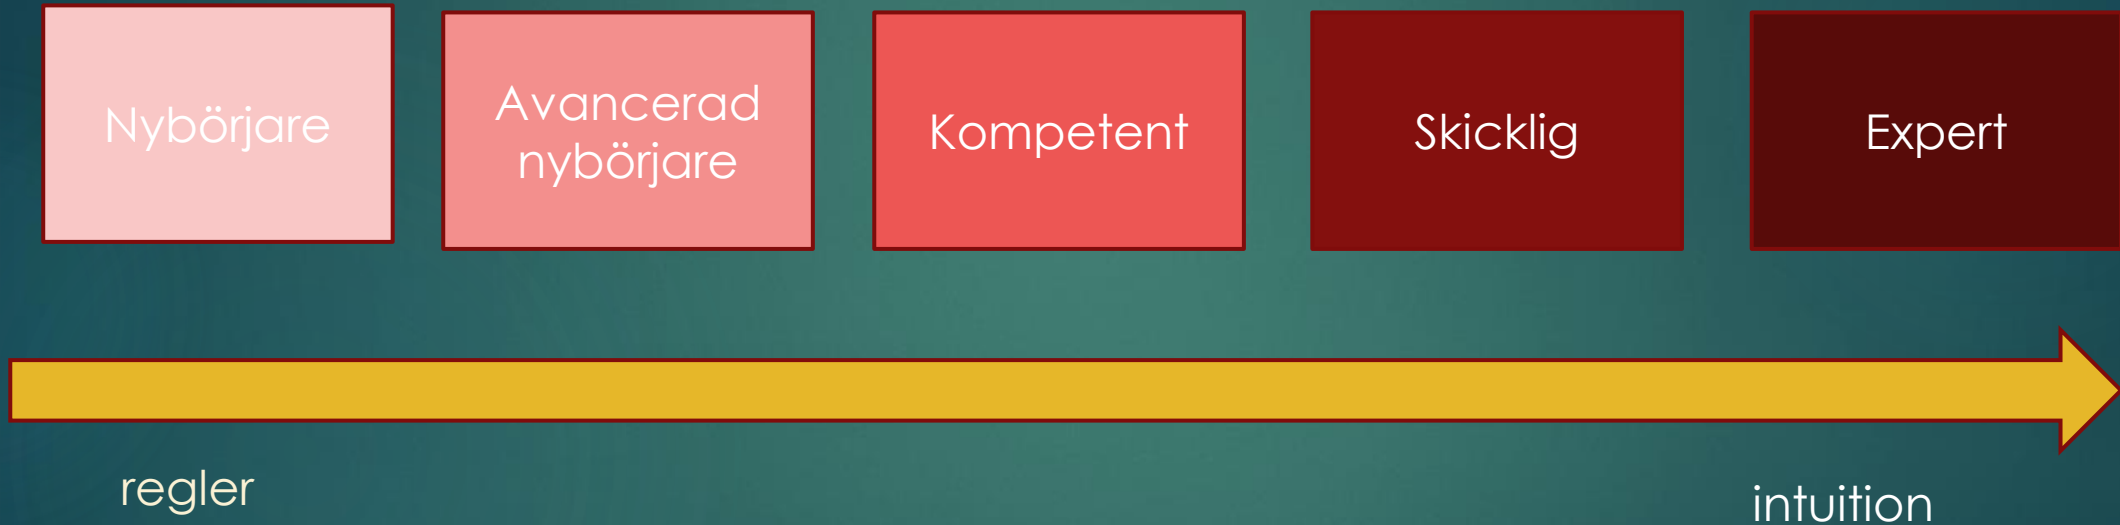 Nybörjare
Avancerad
nybörjare
Kompetent
Skicklig
Expert
regler
intuition